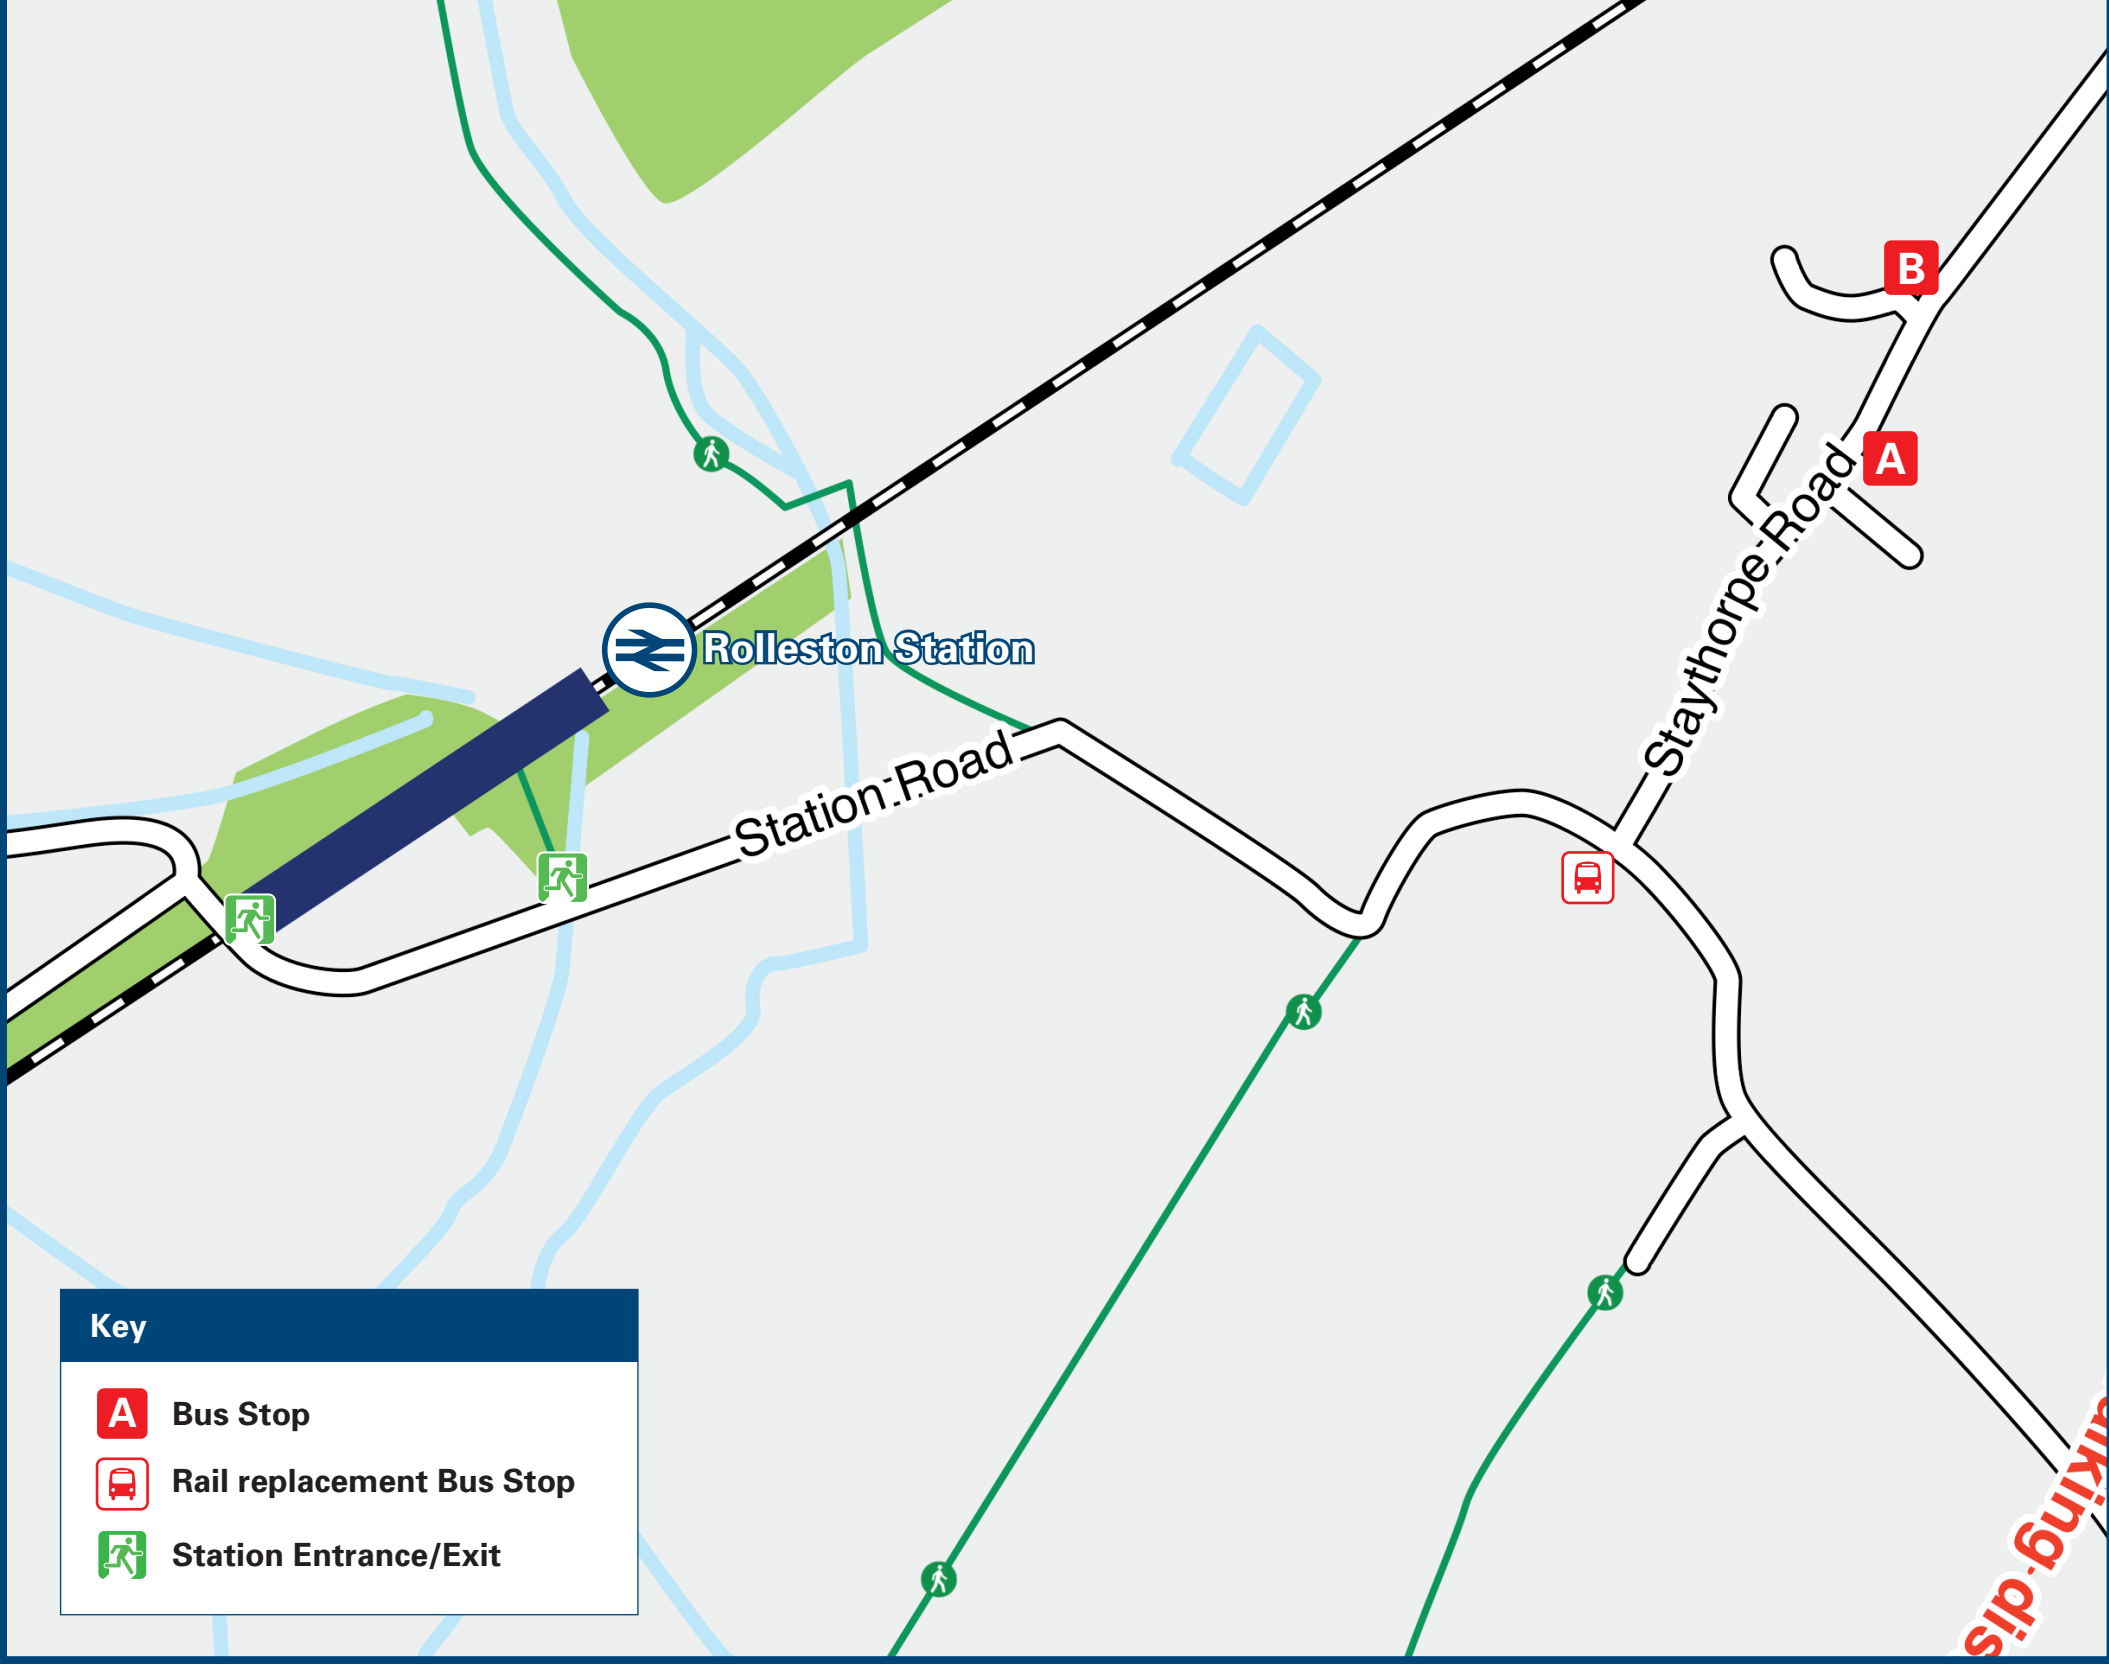 B
A
Staythorpe Road
Rolleston Station
Station Road
Key
A Bus Stop
Rail replacement Bus Stop
Station Entrance/Exit